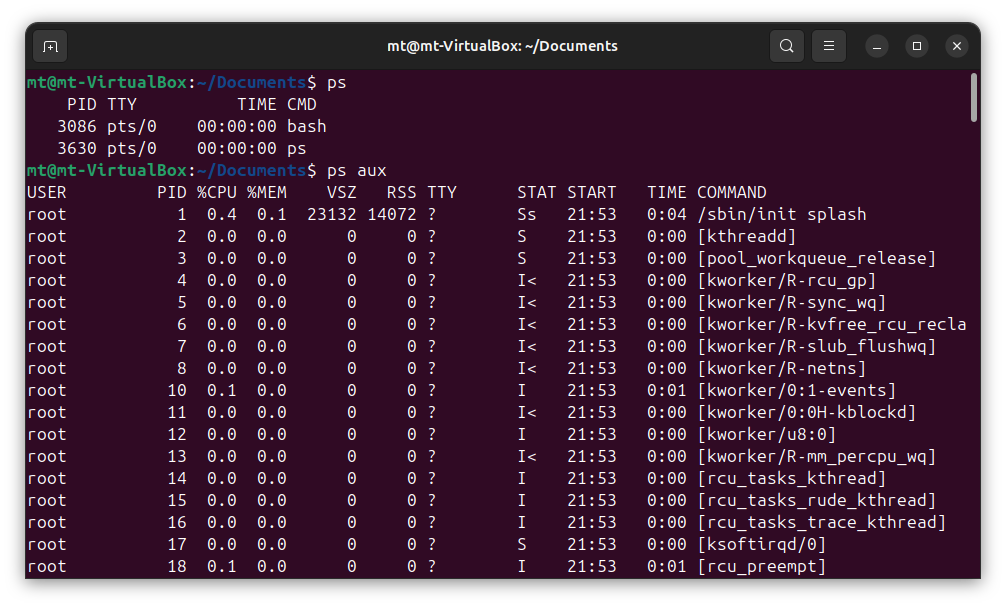 mt@mt-VirtualBox: ~/Documents
mt@mt-VirtualBox:~/Documents$ ps
    PID TTY          TIME CMD
   3086 pts/0    00:00:00 bash
   3630 pts/0    00:00:00 ps
mt@mt-VirtualBox:~/Documents$ ps aux
USER         PID %CPU %MEM    VSZ   RSS TTY      STAT START   TIME COMMAND
root           1  0.4  0.1  23132 14072 ?        Ss   21:53   0:04 /sbin/init splash
root           2  0.0  0.0      0     0 ?        S    21:53   0:00 [kthreadd]
root           3  0.0  0.0      0     0 ?        S    21:53   0:00 [pool_workqueue_release]
root           4  0.0  0.0      0     0 ?        I<   21:53   0:00 [kworker/R-rcu_gp]
root           5  0.0  0.0      0     0 ?        I<   21:53   0:00 [kworker/R-sync_wq]
root           6  0.0  0.0      0     0 ?        I<   21:53   0:00 [kworker/R-kvfree_rcu_recla
root           7  0.0  0.0      0     0 ?        I<   21:53   0:00 [kworker/R-slub_flushwq]
root           8  0.0  0.0      0     0 ?        I<   21:53   0:00 [kworker/R-netns]
root          10  0.1  0.0      0     0 ?        I    21:53   0:01 [kworker/0:1-events]
root          11  0.0  0.0      0     0 ?        I<   21:53   0:00 [kworker/0:0H-kblockd]
root          12  0.0  0.0      0     0 ?        I    21:53   0:00 [kworker/u8:0]
root          13  0.0  0.0      0     0 ?        I<   21:53   0:00 [kworker/R-mm_percpu_wq]
root          14  0.0  0.0      0     0 ?        I    21:53   0:00 [rcu_tasks_kthread]
root          15  0.0  0.0      0     0 ?        I    21:53   0:00 [rcu_tasks_rude_kthread]
root          16  0.0  0.0      0     0 ?        I    21:53   0:00 [rcu_tasks_trace_kthread]
root          17  0.0  0.0      0     0 ?        S    21:53   0:00 [ksoftirqd/0]
root          18  0.1  0.0      0     0 ?        I    21:53   0:01 [rcu_preempt]